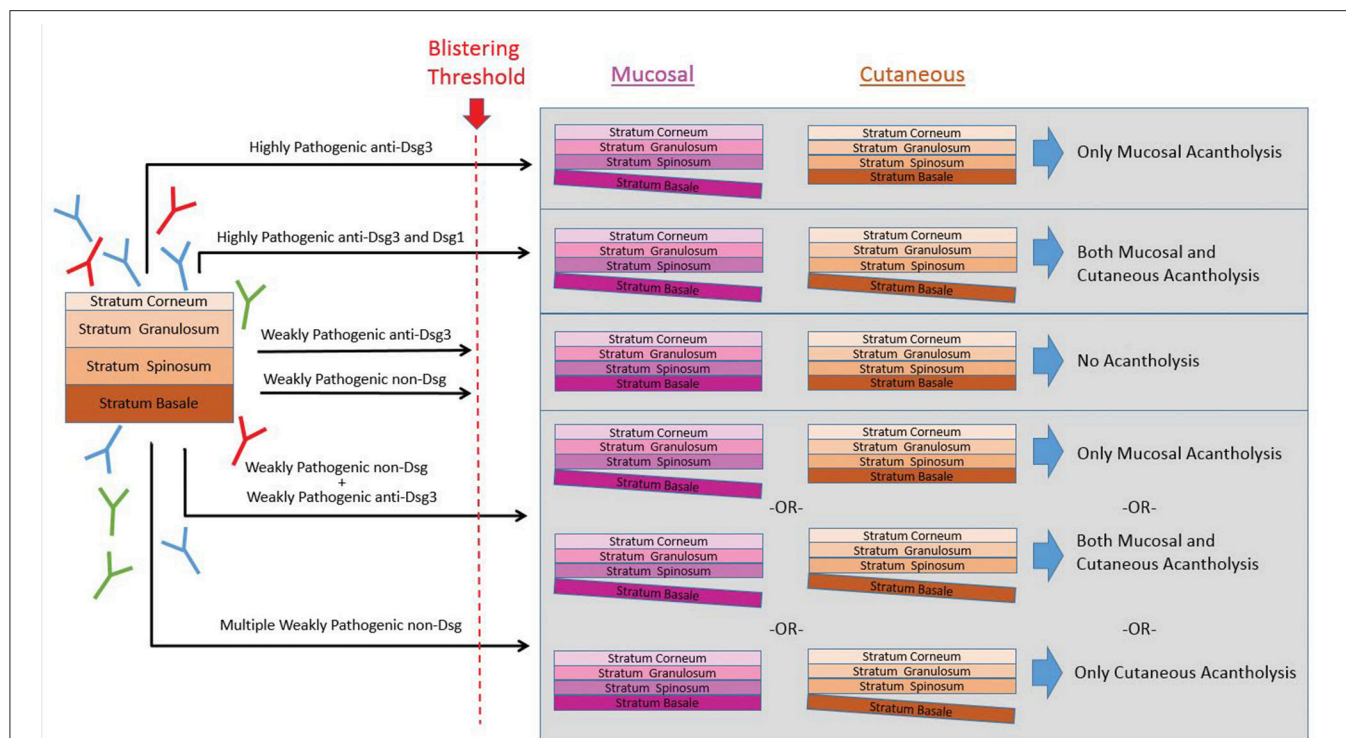 Blistering
Threshold
Mucosal
Cutaneous
Highly Pathogenic anti-Dsg3
Stratum Corneum
Stratum Granulosum
Stratum Spinosum
Stratum Basale
Stratum Corneum
Stratum Granulosum
Stratum Spinosum
Stratum Basale
Only Mucosal Acantholysis
Highly Pathogenic anti-Dsg3 and Dsg1
Stratum Corneum
Stratum Granulosum
Stratum Spinosum
Stratum Basale
Stratum Corneum
Stratum Granulosum
Stratum Spinosum
Stratum Basale
Both Mucosal and
Cutaneous Acantholysis
Stratum Corneum
Stratum Granulosum
Stratum Spinosum
Stratum Basale
Weakly Pathogenic anti-Dsg3
Weakly Pathogenic non-Dsg
Stratum Corneum
Stratum Granulosum
Stratum Spinosum
Stratum Basale
Stratum Corneum
Stratum Granulosum
Stratum Spinosum
Stratum Basale
No Acantholysis
Weakly Pathogenic non-Dsg
+
Weakly Pathogenic anti-Dsg3
Stratum Corneum
Stratum Granulosum
Stratum Spinosum
Stratum Basale
Stratum Corneum
Stratum Granulosum
Stratum Spinosum
Stratum Basale
Only Mucosal Acantholysis
-OR-
-OR-
Stratum Corneum
Stratum Granulosum
Stratum Spinosum
Stratum Basale
Stratum Corneum
Stratum Granulosum
Stratum Spinosum
Stratum Basale
Both Mucosal and
Cutaneous Acantholysis
-OR-
-OR-
Multiple Weakly Pathogenic non-Dsg
Stratum Corneum
Stratum Granulosum
Stratum Spinosum
Stratum Basale
Stratum Corneum
Stratum Granulosum
Stratum Spinosum
Stratum Basale
Only Cutaneous Acantholysis